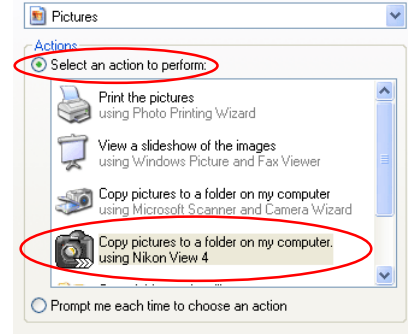 Pictures
Actions
Select an action to perform:
Print the pictures
using Photo Printing Wizard
View a slideshow of the images
using Windows Picture and Fax Viewer
Copy pictures to a folder on my computer
using Microsoft Scanner and Camera Wizard
Copy pictures to a folder on my computer.
using Nikon View 4
Prompt me each time to choose an action